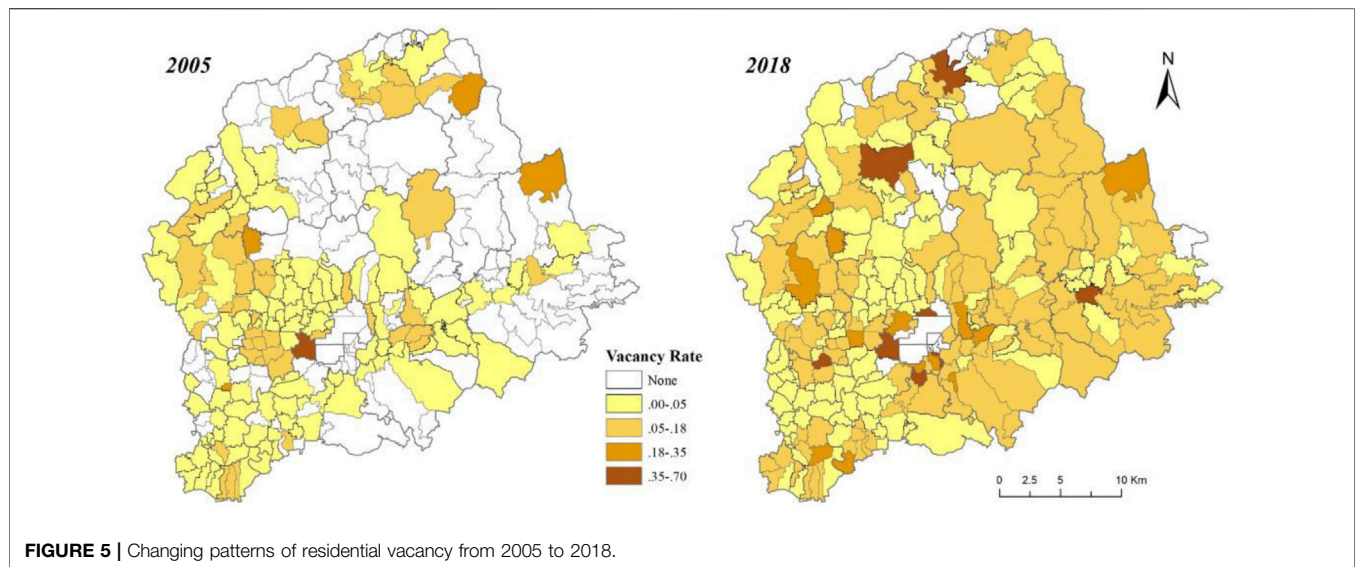 2005
2018
N
Vacancy Rate
None
.00-.05
.05-.18
.18-.35
.35-.70
0 2.5 5 10 Km
FIGURE 5 | Changing patterns of residential vacancy from 2005 to 2018.